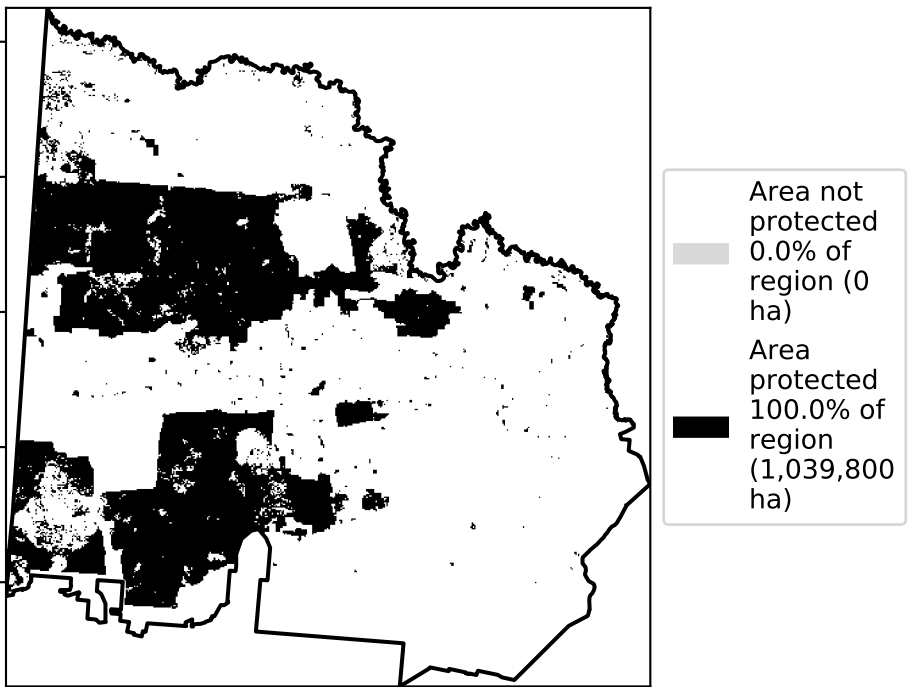 Area not
protected
0.0% of
region (0
ha)
Area
protected
100.0% of
region
(1,039,800
ha)